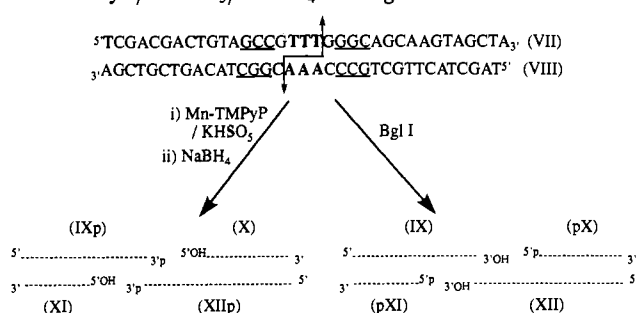 5'TCGACGACTGTAGCCGTTTGGGCAGCAAGTAGCTA3' (VII)
3'AGCTGCTGACATCGGCAAACCCGTCGTTCATCGAT5' (VIII)
i) Mn-TMPyP
/ KHSO5
ii) NaBH4
Bgl I
(IXp) (X) (IX) (pX)
5' 3'p 5'OH 3' 5' 3'OH 5'p 3'
3' 5'OH 3'p 5' 3' 5'p 3'OH 5'
(XI) (XIIp) (pXI) (XII)